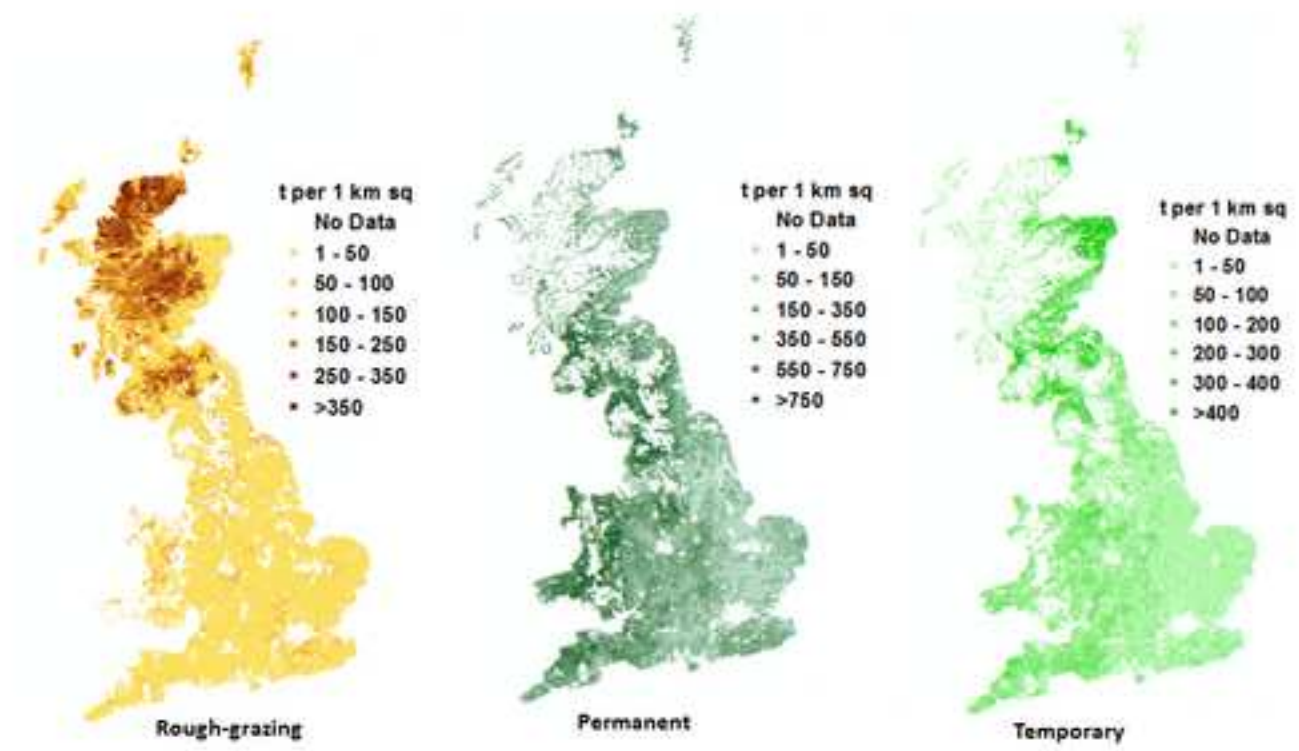 t per 1 km sq
No Data
1 - 50
50 - 100
100 - 150
150 - 250
250 - 350
>350
Rough-grazing
t per 1 km sq
No Data
1 - 50
50 - 150
150 - 350
350 - 550
550 - 750
>750
Permanent
t per 1 km sq
No Data
1 - 50
50 - 100
100 - 200
200 - 300
300 - 400
>400
Temporary